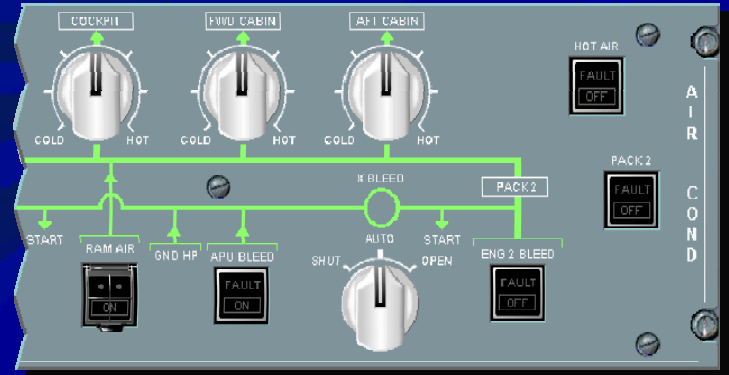 COCKPIT
FWD CABIN
AFT CABIN
HOT AIR
FAULT
OFF
COLD
HOT
COLD
HOT
COLD
HOT
AIR COND
PACK 2
FAULT
OFF
X BLEED
PACK 2
START
RAM AIR
GND HP
APU BLEED
AUTO
START
SHUT
OPEN
ENG 2 BLEED
ON
FAULT
ON
FAULT
OFF